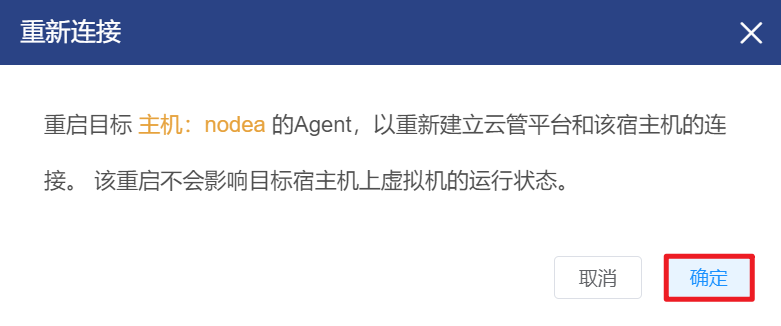 重新连接
重启目标 主机：nodea 的Agent，以重新建立云管平台和该宿主机的连
接。 该重启不会影响目标宿主机上虚拟机的运行状态。
取消 确定